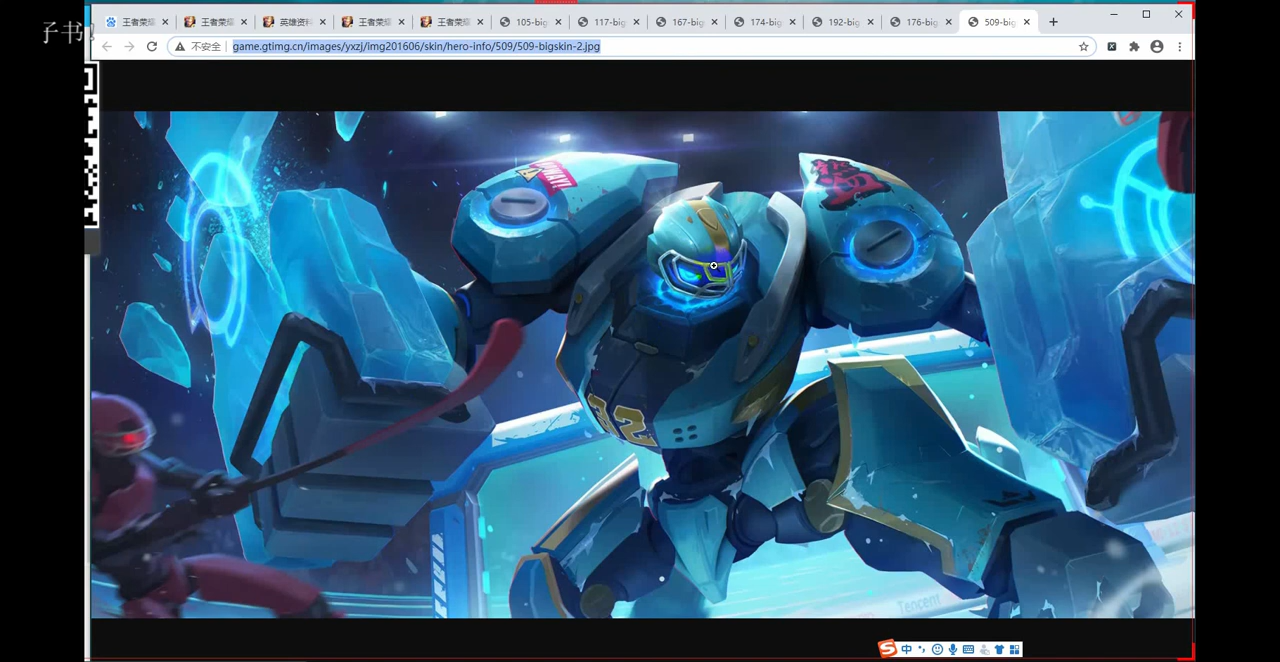 王者荣耀
王者荣耀
英雄资料
王者荣耀
王者荣耀
105-big
117-big
167-big
174-big
192-big
176-big
509-big
子书！
不安全
game.gtimg.cn/images/yxzj/img201606/skin/hero-info/509/509-bigskin-2.jpg
32
Tencent
中